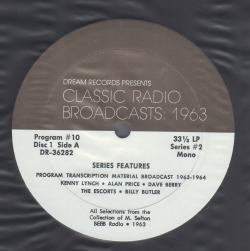 DREAM RECORDS PRESENTS
CLASSIC RADIO
BROADCASTS: 1963
Program #10
Disc 1 Side A
DR-36282
33⅓ LP
Series #2
Mono
SERIES FEATURES
PROGRAM TRANSCRIPTION MATERIAL BROADCAST 1963-1964
KENNY LYNCH • ALAN PRICE • DAVE BERRY
THE ESCORTS • BILLY BUTLER
All Selections from the
Collection of M. Sefton
BEEB Radio • 1963